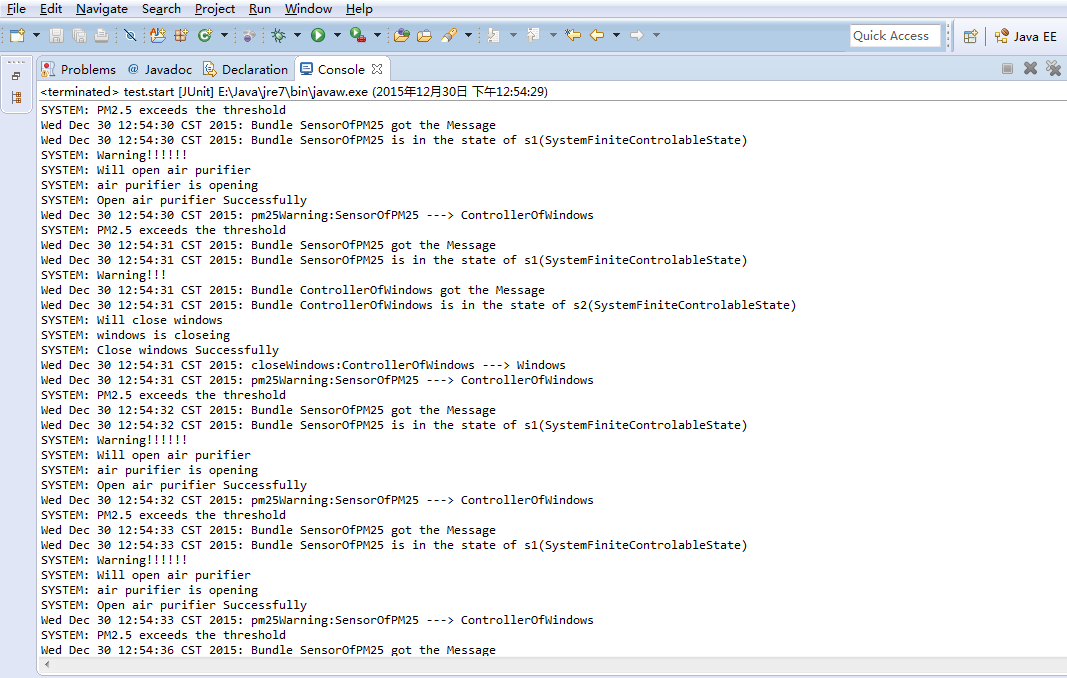 File Edit Navigate Search Project Run Window Help
Quick Access Java EE
Problems @ Javadoc Declaration Console
<terminated> test.start [JUnit] E:\Java\jre7\bin\javaw.exe (2015年12月30日 下午12:54:29)
SYSTEM: PM2.5 exceeds the threshold
Wed Dec 30 12:54:30 CST 2015: Bundle SensorOfPM25 got the Message
Wed Dec 30 12:54:30 CST 2015: Bundle SensorOfPM25 is in the state of s1(SystemFiniteControlableState)
SYSTEM: Warning!!!!!!
SYSTEM: Will open air purifier
SYSTEM: air purifier is opening
SYSTEM: Open air purifier Successfully
Wed Dec 30 12:54:30 CST 2015: pm25Warning:SensorOfPM25 ---> ControllerOfWindows
SYSTEM: PM2.5 exceeds the threshold
Wed Dec 30 12:54:31 CST 2015: Bundle SensorOfPM25 got the Message
Wed Dec 30 12:54:31 CST 2015: Bundle SensorOfPM25 is in the state of s1(SystemFiniteControlableState)
SYSTEM: Warning!!!
Wed Dec 30 12:54:31 CST 2015: Bundle ControllerOfWindows got the Message
Wed Dec 30 12:54:31 CST 2015: Bundle ControllerOfWindows is in the state of s2(SystemFiniteControlableState)
SYSTEM: Will close windows
SYSTEM: windows is closeing
SYSTEM: Close windows Successfully
Wed Dec 30 12:54:31 CST 2015: closeWindows:ControllerOfWindows ---> Windows
Wed Dec 30 12:54:31 CST 2015: pm25Warning:SensorOfPM25 ---> ControllerOfWindows
SYSTEM: PM2.5 exceeds the threshold
Wed Dec 30 12:54:32 CST 2015: Bundle SensorOfPM25 got the Message
Wed Dec 30 12:54:32 CST 2015: Bundle SensorOfPM25 is in the state of s1(SystemFiniteControlableState)
SYSTEM: Warning!!!!!!
SYSTEM: Will open air purifier
SYSTEM: air purifier is opening
SYSTEM: Open air purifier Successfully
Wed Dec 30 12:54:32 CST 2015: pm25Warning:SensorOfPM25 ---> ControllerOfWindows
SYSTEM: PM2.5 exceeds the threshold
Wed Dec 30 12:54:33 CST 2015: Bundle SensorOfPM25 got the Message
Wed Dec 30 12:54:33 CST 2015: Bundle SensorOfPM25 is in the state of s1(SystemFiniteControlableState)
SYSTEM: Warning!!!!!!
SYSTEM: Will open air purifier
SYSTEM: air purifier is opening
SYSTEM: Open air purifier Successfully
Wed Dec 30 12:54:33 CST 2015: pm25Warning:SensorOfPM25 ---> ControllerOfWindows
SYSTEM: PM2.5 exceeds the threshold
Wed Dec 30 12:54:36 CST 2015: Bundle SensorOfPM25 got the Message